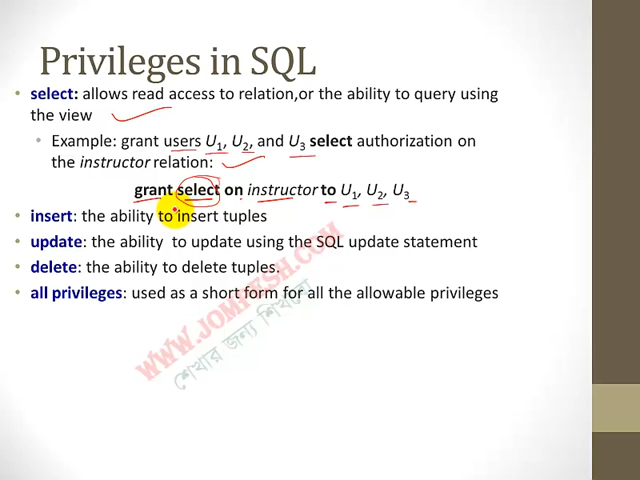 Privileges in SQL
• select: allows read access to relation,or the ability to query using
the view
• Example: grant users U1, U2, and U3 select authorization on
the instructor relation:
grant select on instructor to U1, U2, U3
• insert: the ability to insert tuples
• update: the ability to update using the SQL update statement
• delete: the ability to delete tuples.
• all privileges: used as a short form for all the allowable privileges
WWW.JOMPESH.COM
শেখার জন্য শিখো